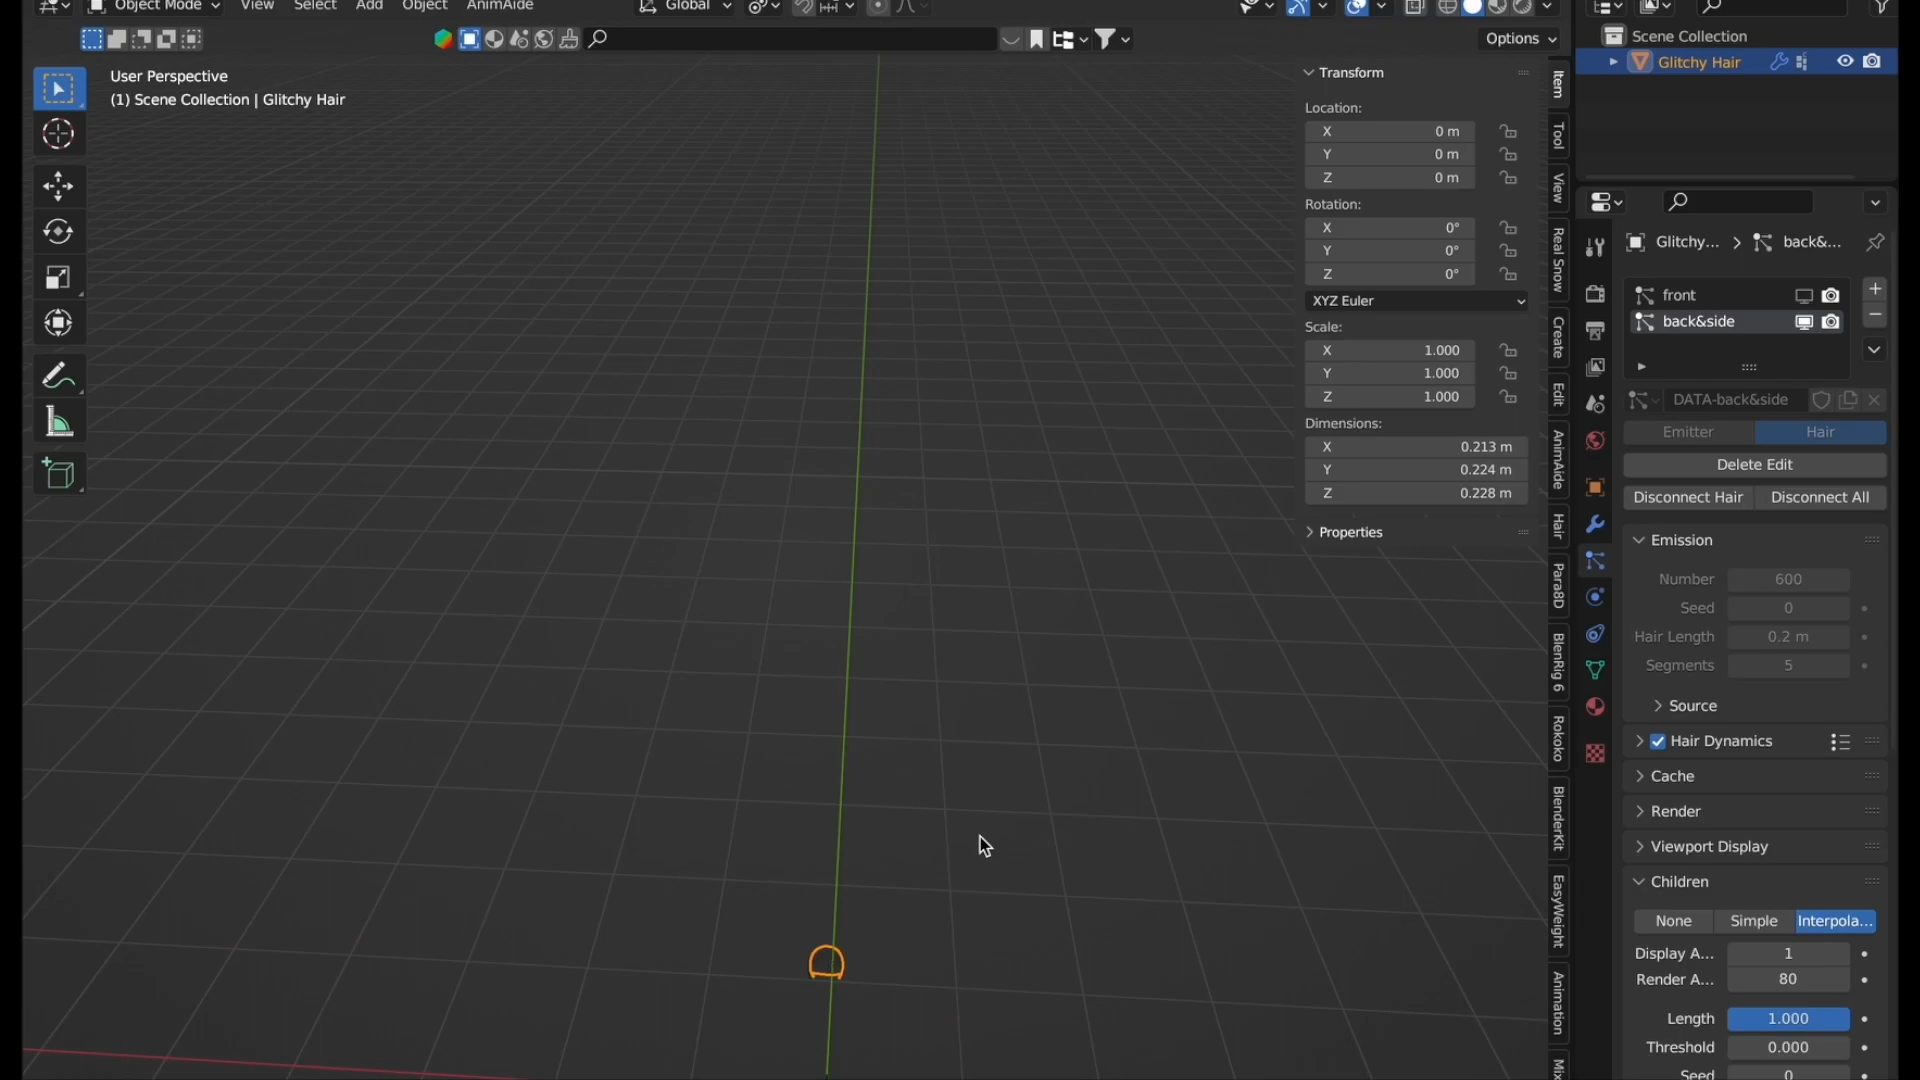 Object Mode View Select Add Object AnimAide Global
Options
User Perspective
(1) Scene Collection | Glitchy Hair
Transform
Location:
X 0 m
Y 0 m
Z 0 m
Rotation:
X 0°
Y 0°
Z 0°
XYZ Euler
Scale:
X 1.000
Y 1.000
Z 1.000
Dimensions:
X 0.213 m
Y 0.224 m
Z 0.228 m
Properties
Item
Tool
View
Real Snow
Create
Edit
AnimAide
Hair
Para8D
BlenRig 6
Rokoko
BlenderKit
EasyWeight
Animation
Mix
Scene Collection
Glitchy Hair
Glitchy... back&...
front
back&side
DATA-back&side
Emitter Hair
Delete Edit
Disconnect Hair Disconnect All
Emission
Number 600
Seed 0
Hair Length 0.2 m
Segments 5
Source
Hair Dynamics
Cache
Render
Viewport Display
Children
None Simple Interpola...
Display A... 1
Render A... 80
Length 1.000
Threshold 0.000
Seed 0